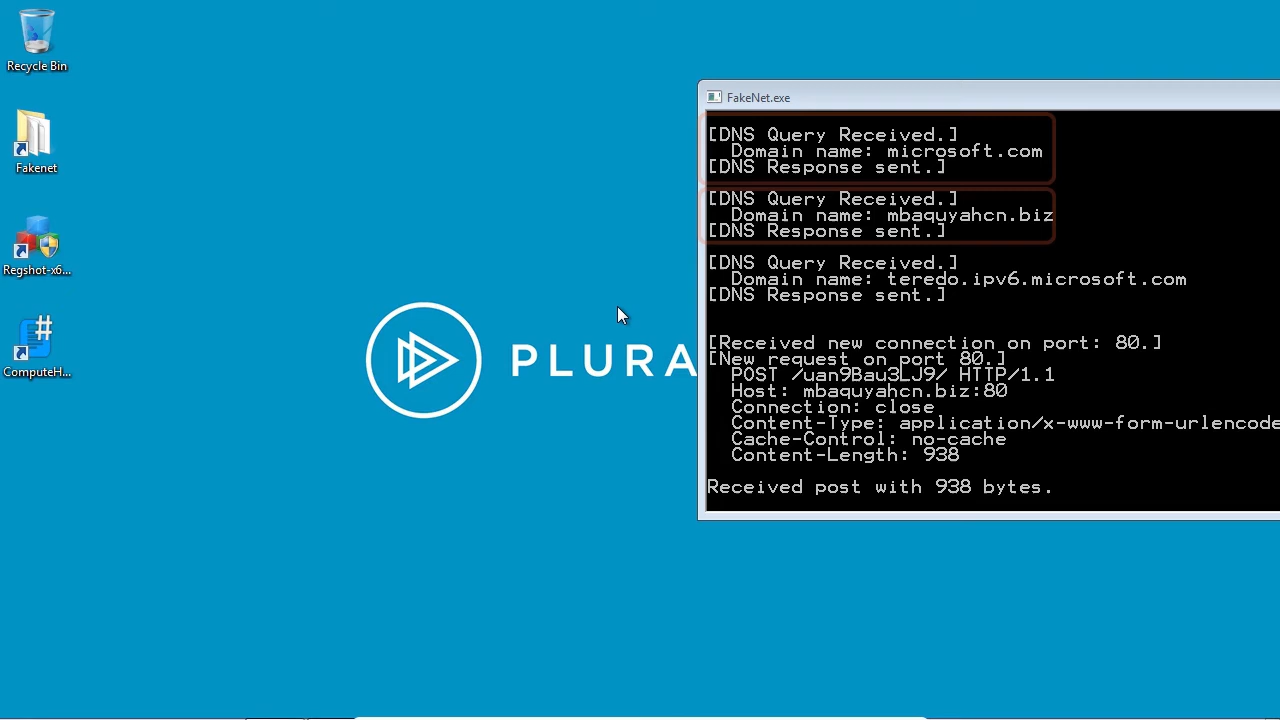 Recycle Bin
Fakenet
Regshot-x6...
ComputeH...
PLURA
FakeNet.exe
[DNS Query Received.]
Domain name: microsoft.com
[DNS Response sent.]
[DNS Query Received.]
Domain name: mbaquyahcn.biz
[DNS Response sent.]
[DNS Query Received.]
Domain name: teredo.ipv6.microsoft.com
[DNS Response sent.]
[Received new connection on port: 80.]
[New request on port 80.]
POST /uan9Bau3LJ9/ HTTP/1.1
Host: mbaquyahcn.biz:80
Connection: close
Content-Type: application/x-www-form-urlencode
Cache-Control: no-cache
Content-Length: 938
Received post with 938 bytes.